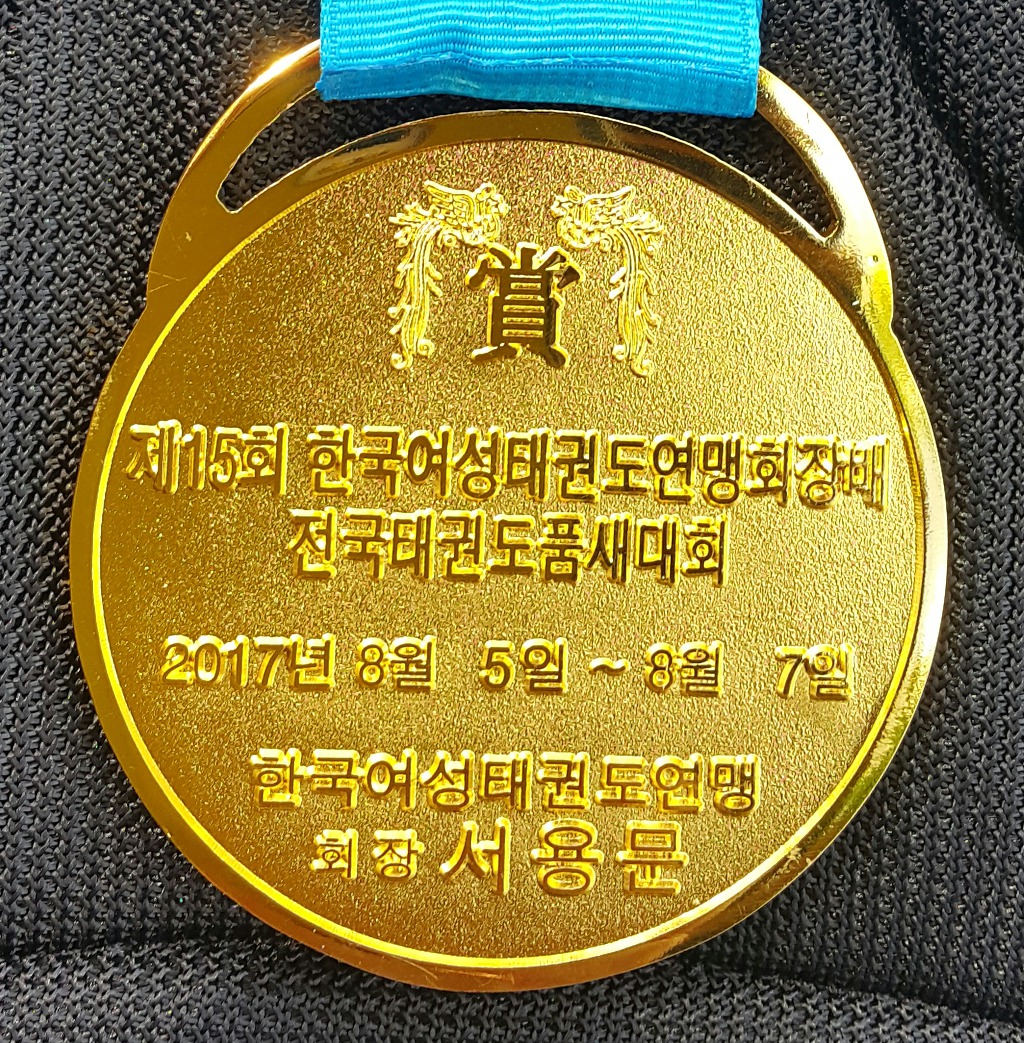 賞
제15회 한국여성태권도연맹회장배
전국태권도품새대회
2017년 8월 5일 ~ 8월 7일
한국여성태권도연맹
회장 서용문